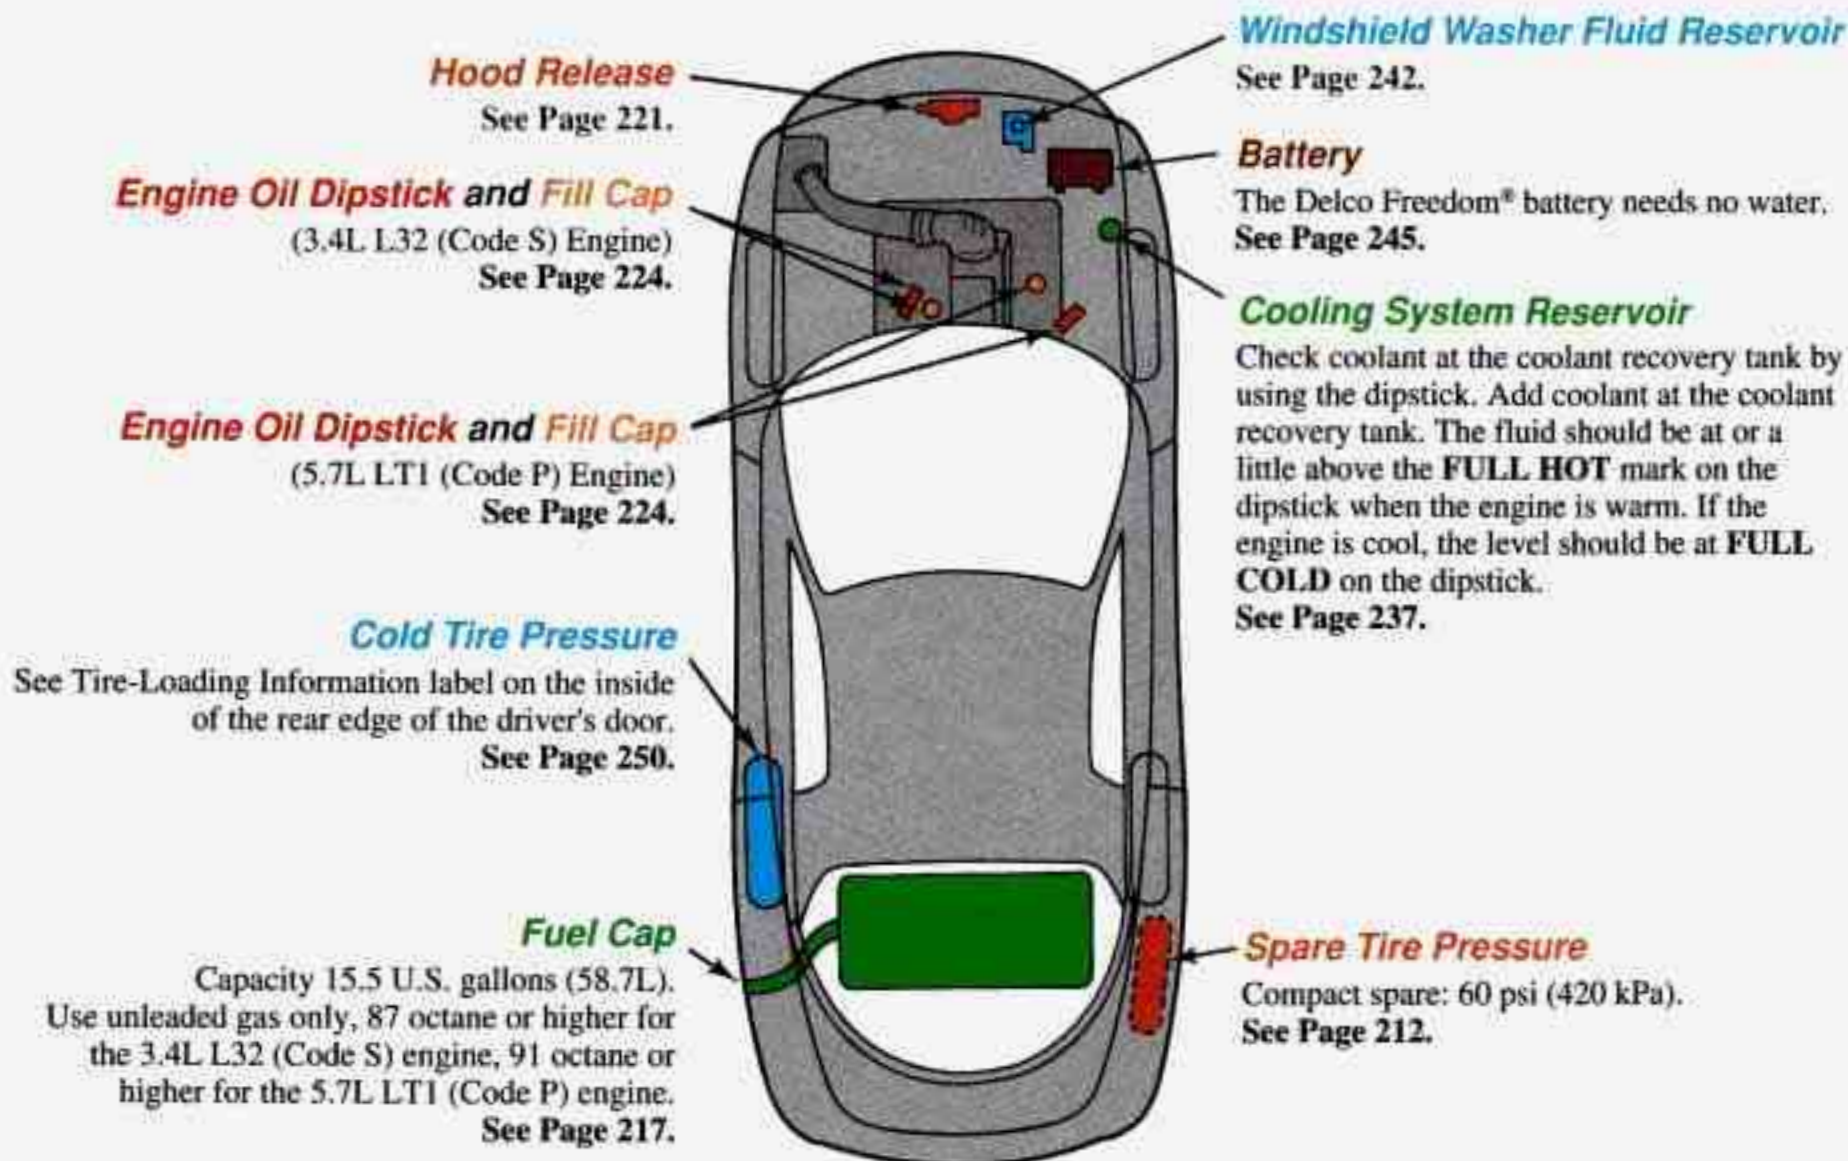 Hood Release
See Page 221.
Engine Oil Dipstick and Fill Cap
(3.4L L32 (Code S) Engine)
See Page 224.
Engine Oil Dipstick and Fill Cap
(5.7L LT1 (Code P) Engine)
See Page 224.
Cold Tire Pressure
See Tire-Loading Information label on the inside
of the rear edge of the driver's door.
See Page 250.
Fuel Cap
Capacity 15.5 U.S. gallons (58.7L).
Use unleaded gas only, 87 octane or higher for
the 3.4L L32 (Code S) engine, 91 octane or
higher for the 5.7L LT1 (Code P) engine.
See Page 217.
Windshield Washer Fluid Reservoir
See Page 242.
Battery
The Delco Freedom® battery needs no water.
See Page 245.
Cooling System Reservoir
Check coolant at the coolant recovery tank by
using the dipstick. Add coolant at the coolant
recovery tank. The fluid should be at or a
little above the FULL HOT mark on the
dipstick when the engine is warm. If the
engine is cool, the level should be at FULL
COLD on the dipstick.
See Page 237.
Spare Tire Pressure
Compact spare: 60 psi (420 kPa).
See Page 212.